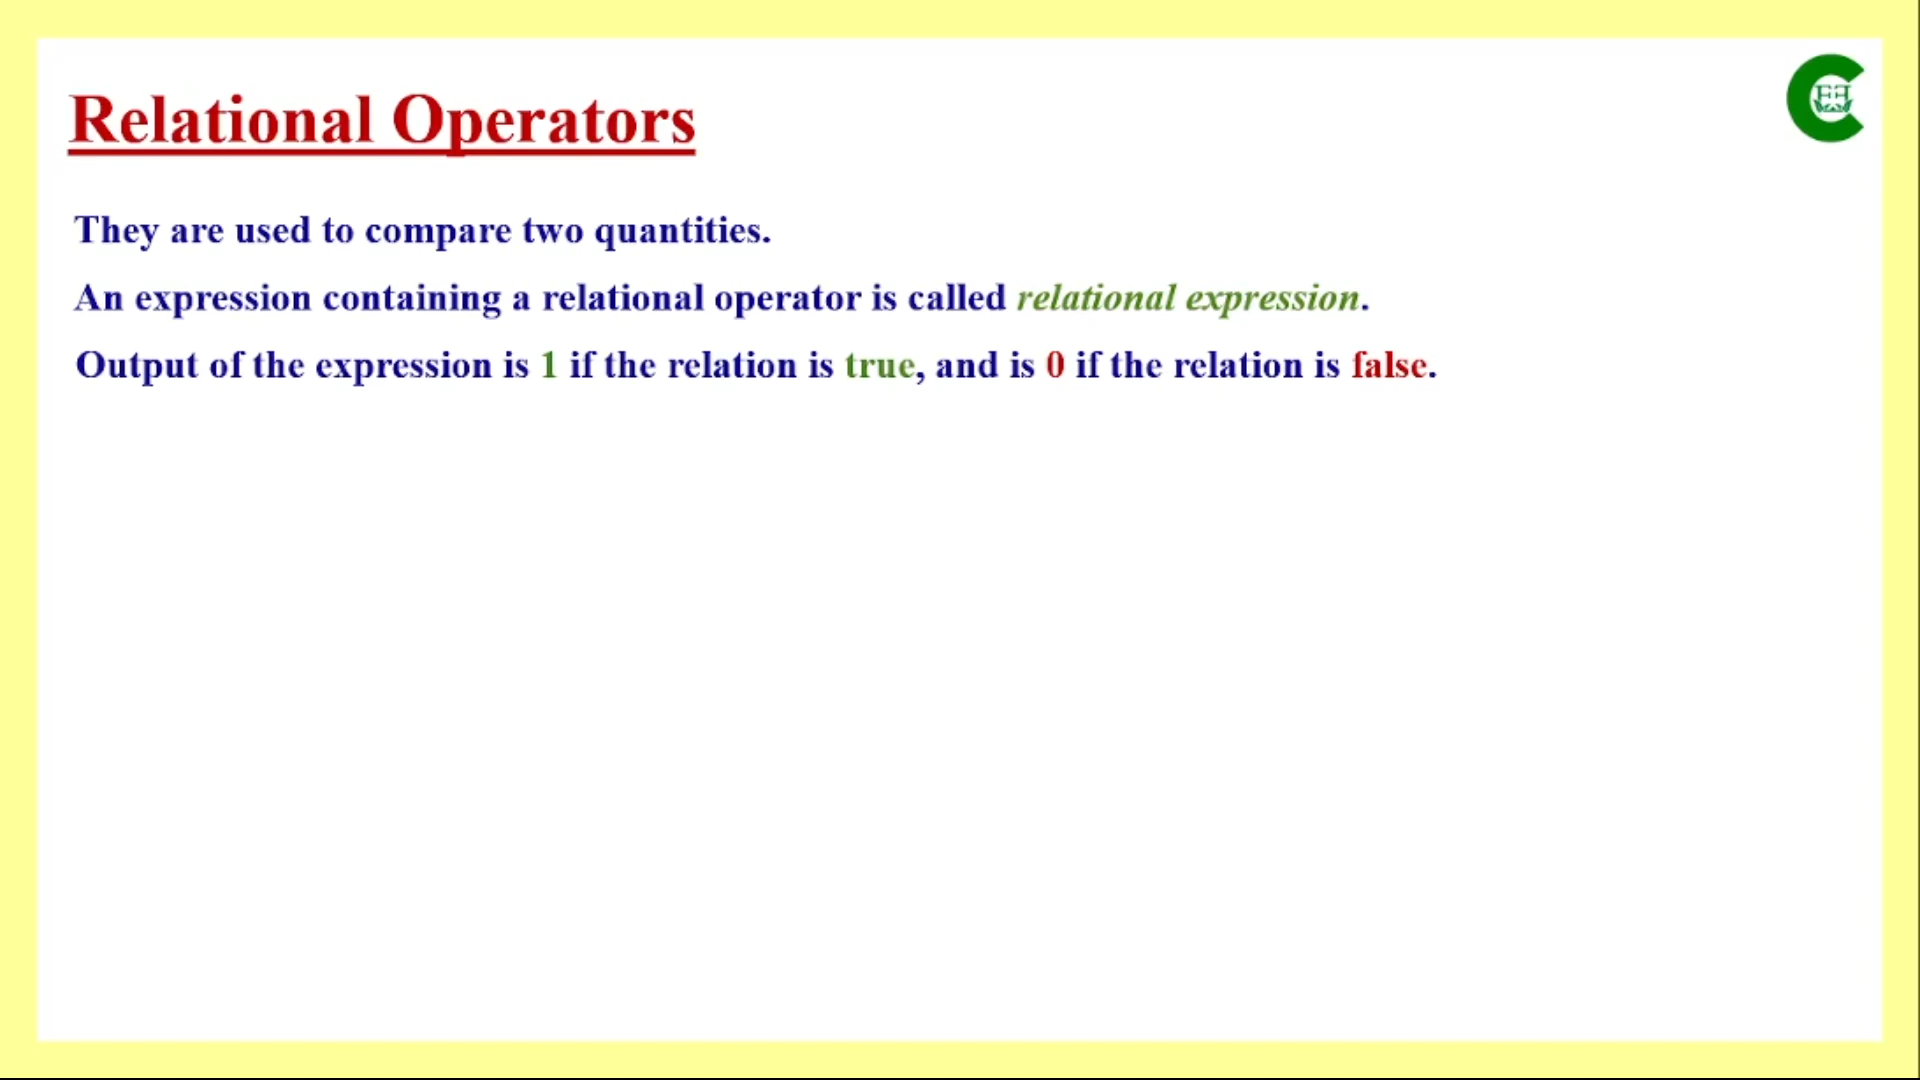 Relational Operators
They are used to compare two quantities.
An expression containing a relational operator is called relational expression.
Output of the expression is 1 if the relation is true, and is 0 if the relation is false.